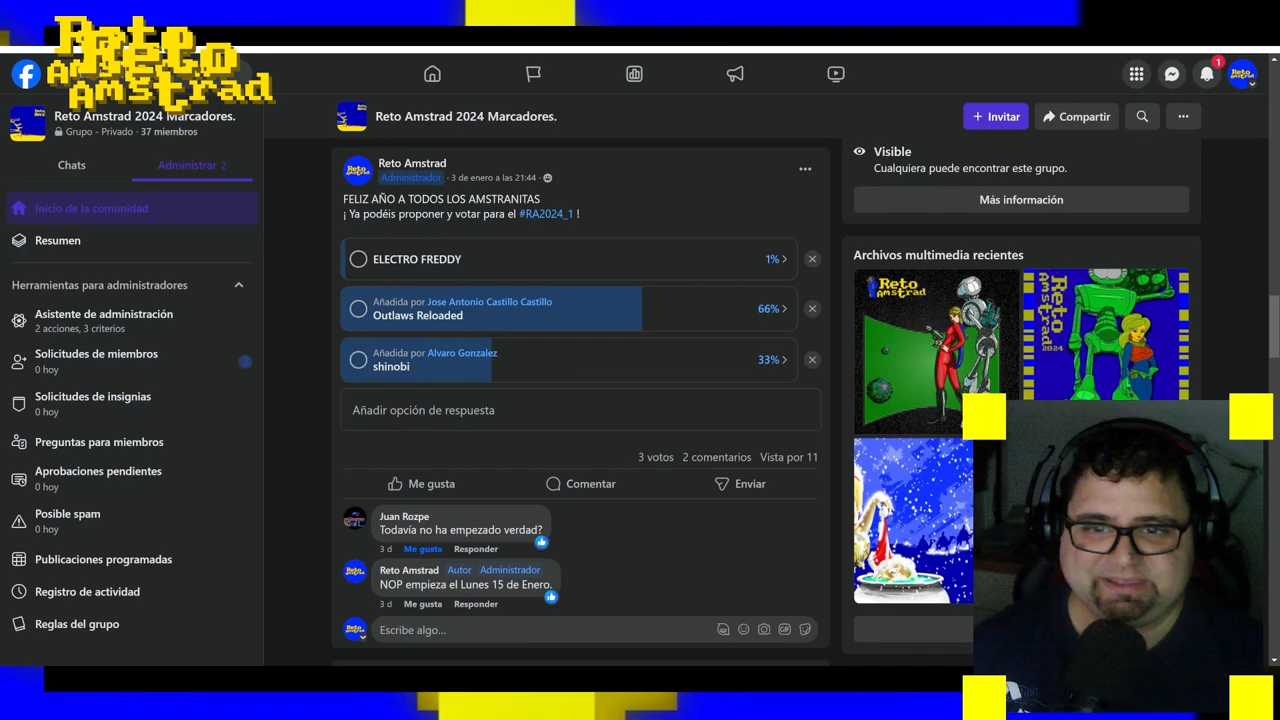 Reto
Reto
Amstrad
Amstrad
Reto Amstrad 2024 Marcadores.
Grupo - Privado · 37 miembros
Chats
Administrar 2
Inicio de la comunidad
Resumen
Herramientas para administradores
Asistente de administración
2 acciones, 3 criterios
Solicitudes de miembros
0 hoy
Solicitudes de insignias
0 hoy
Preguntas para miembros
Aprobaciones pendientes
0 hoy
Posible spam
0 hoy
Publicaciones programadas
Registro de actividad
Reglas del grupo
1
Reto Amstrad 2024 Marcadores.
+ Invitar
Compartir
Reto Amstrad
Administrador · 3 de enero a las 21:44 ·
FELIZ AÑO A TODOS LOS AMSTRANITAS
¡ Ya podéis proponer y votar para el #RA2024_1 !
ELECTRO FREDDY 1%
Añadida por Jose Antonio Castillo Castillo
Outlaws Reloaded 66%
Añadida por Alvaro Gonzalez
shinobi 33%
Añadir opción de respuesta
3 votos 2 comentarios Vista por 11
Me gusta Comentar Enviar
Juan Rozpe
Todavía no ha empezado verdad?
3 d Me gusta Responder
Reto Amstrad Autor Administrador
NOP empieza el Lunes 15 de Enero.
3 d Me gusta Responder
Escribe algo...
Visible
Cualquiera puede encontrar este grupo.
Más información
Archivos multimedia recientes
Reto
Amstrad
Reto
Amstrad
2024